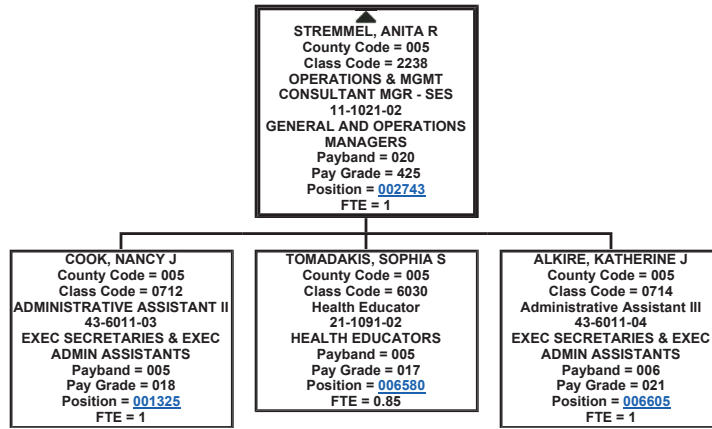 STREMMEL, ANITA R
County Code = 005
Class Code = 2238
OPERATIONS & MGMT
CONSULTANT MGR - SES
11-1021-02
GENERAL AND OPERATIONS
MANAGERS
Payband = 020
Pay Grade = 425
Position = 002743
FTE = 1
COOK, NANCY J
County Code = 005
Class Code = 0712
ADMINISTRATIVE ASSISTANT II
43-6011-03
EXEC SECRETARIES & EXEC
ADMIN ASSISTANTS
Payband = 005
Pay Grade = 018
Position = 001325
FTE = 1
TOMADAKIS, SOPHIA S
County Code = 005
Class Code = 6030
Health Educator
21-1091-02
HEALTH EDUCATORS
Payband = 005
Pay Grade = 017
Position = 006580
FTE = 0.85
ALKIRE, KATHERINE J
County Code = 005
Class Code = 0714
Administrative Assistant III
43-6011-04
EXEC SECRETARIES & EXEC
ADMIN ASSISTANTS
Payband = 006
Pay Grade = 021
Position = 006605
FTE = 1